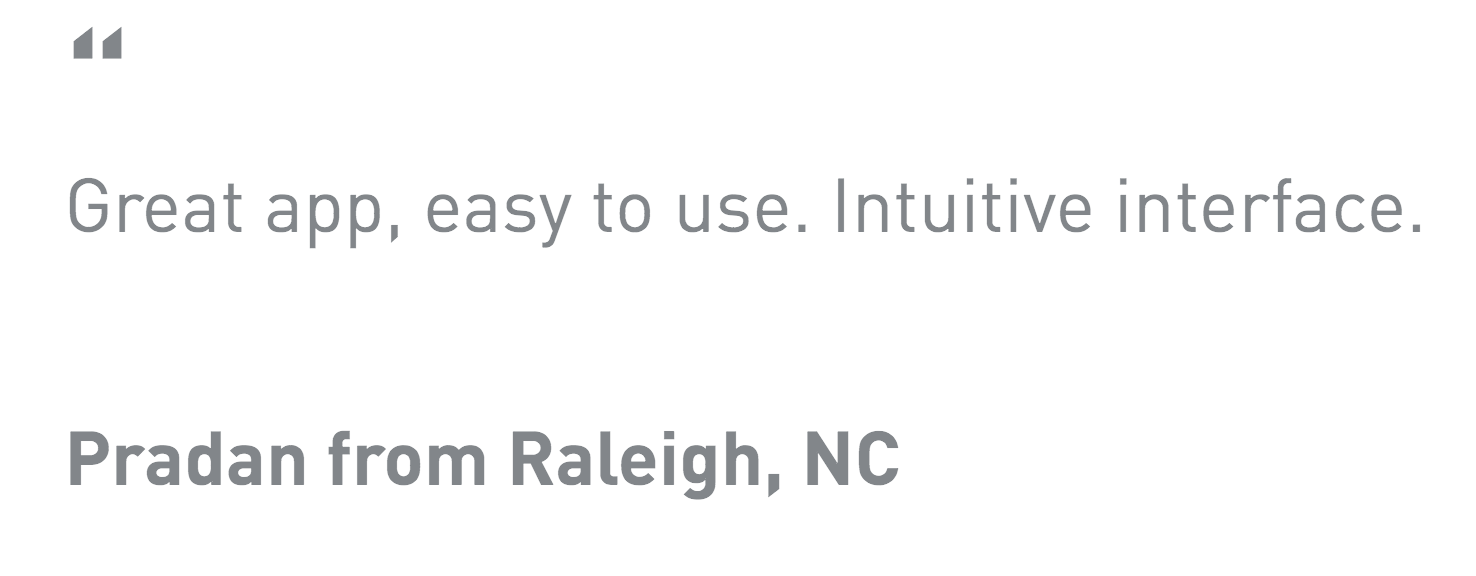 “
Great app, easy to use. Intuitive interface.
Pradan from Raleigh, NC